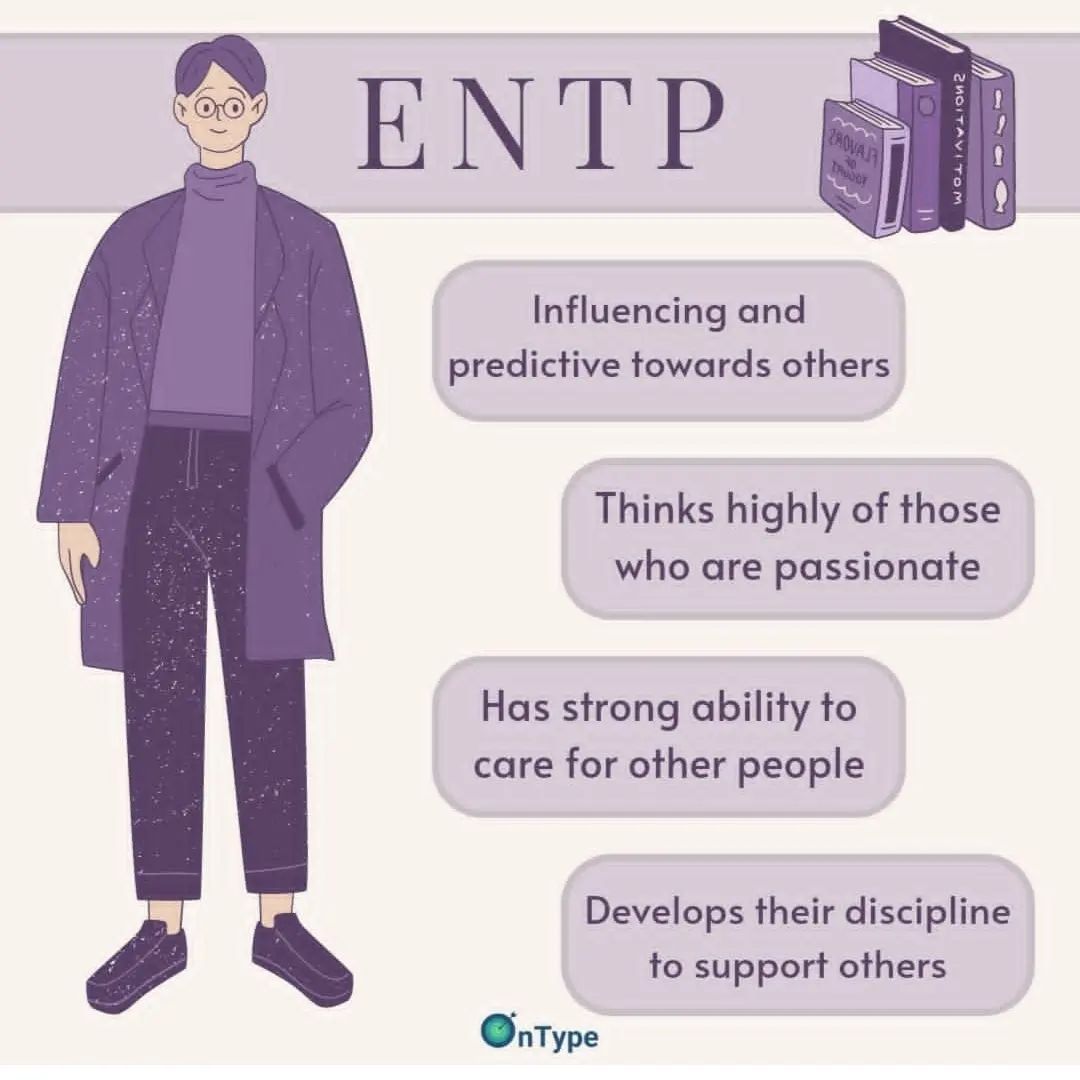 ENTP
FLAVORS
OF
YOGURT
MOTIVATIONS
Influencing and
predictive towards others
Thinks highly of those
who are passionate
Has strong ability to
care for other people
Develops their discipline
to support others
OnType